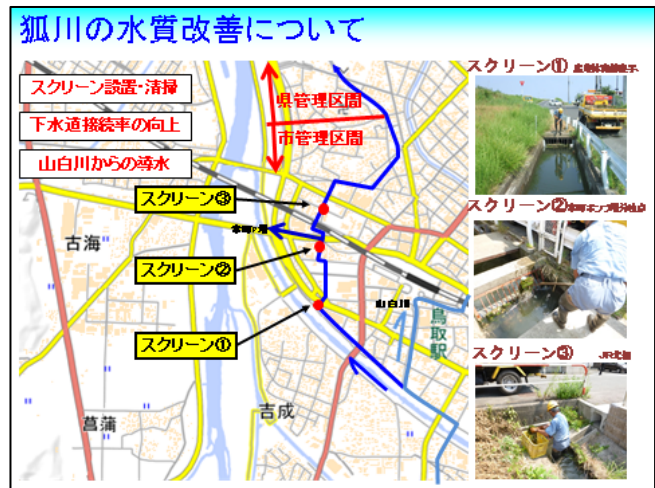 狐川の水質改善について
スクリーン設置・清掃
下水道接続率の向上
山白川からの導水
県管理区間
市管理区間
スクリーン③
スクリーン②
スクリーン①
古海
山白川
鳥取駅
吉成
菖蒲
スクリーン①
スクリーン②
スクリーン③ JR北側